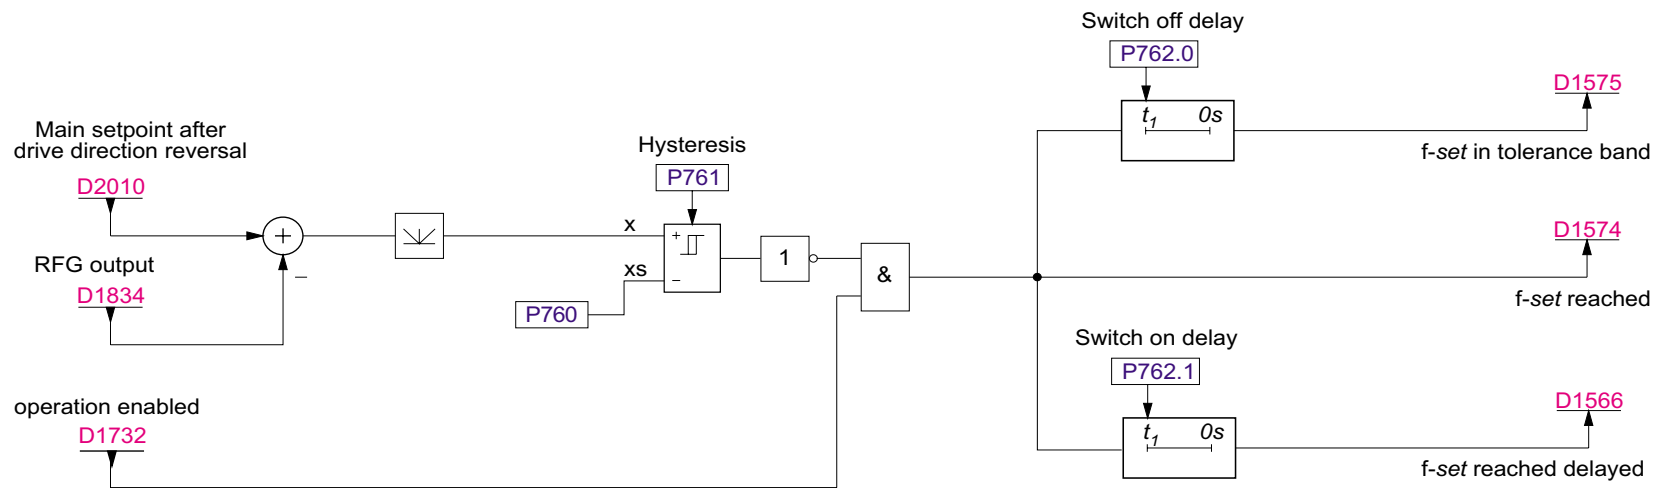 Switch off delay
P762.0
t1 0s
D1575
f-set in tolerance band
Main setpoint after
drive direction reversal
D2010
+
Hysteresis
P761
x
+
xs
−
P760
1
&
D1574
f-set reached
RFG output
D1834
−
Switch on delay
P762.1
t1 0s
D1566
f-set reached delayed
operation enabled
D1732